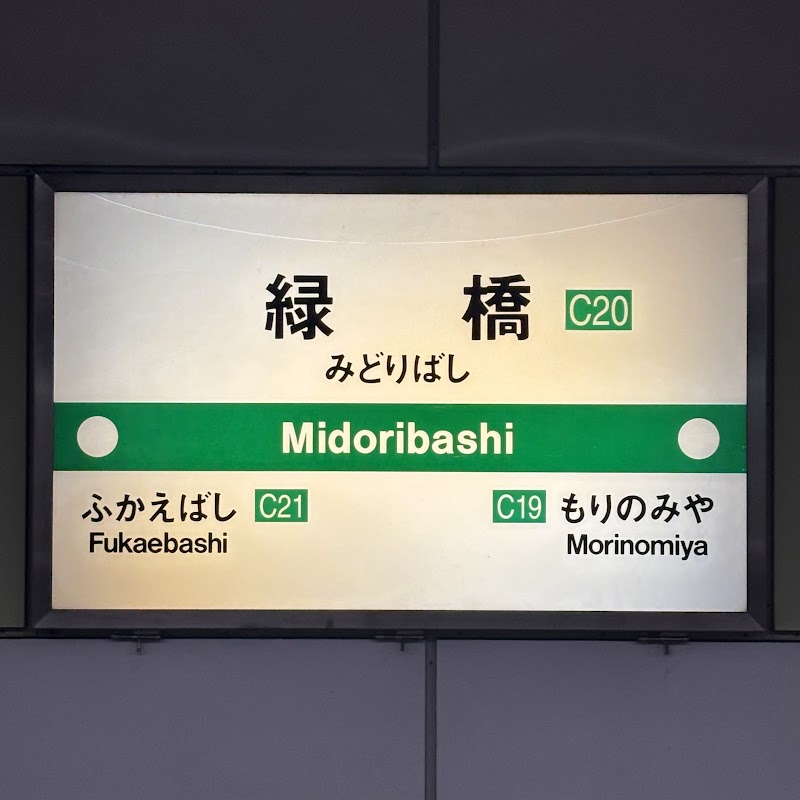 緑橋 C20
みどりばし
Midoribashi
ふかえばし C21 C19 もりのみや
Fukaebashi Morinomiya